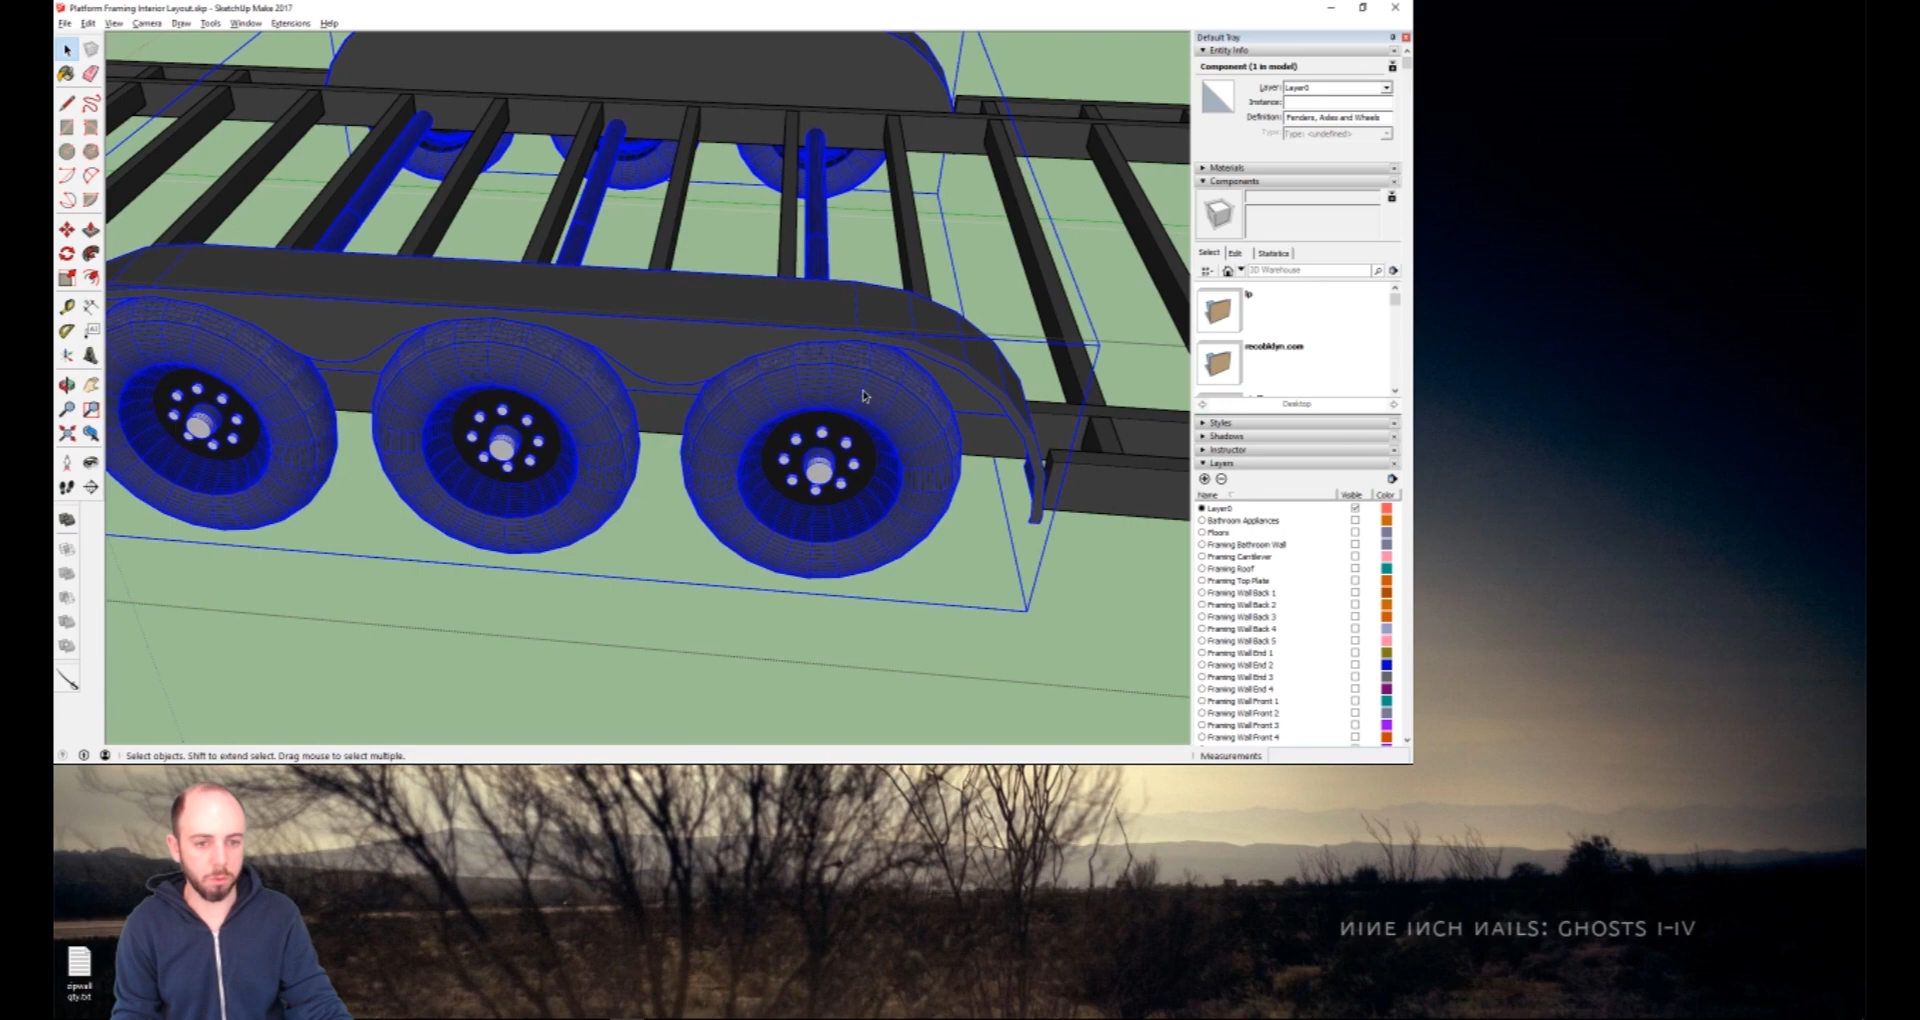 Platform Framing Interior Layout.skp - SketchUp Make 2017
File Edit View Camera Draw Tools Window Extensions Help
Default Tray
Entity Info
Component (1 in model)
Layer: Layer0
Instance:
Definition: Fenders, Axles and Wheels
Type: Type: <undefined>
Materials
Components
Select Edit Statistics
3D Warehouse
lp
recobklyn.com
Desktop
Styles
Shadows
Instructor
Layers
Name Visible Color
Layer0
Bathroom Appliances
Floors
Framing Bathroom Wall
Framing Cantilever
Framing Roof
Framing Top Plate
Framing Wall Back 1
Framing Wall Back 2
Framing Wall Back 3
Framing Wall Back 4
Framing Wall Back 5
Framing Wall End 1
Framing Wall End 2
Framing Wall End 3
Framing Wall End 4
Framing Wall Front 1
Framing Wall Front 2
Framing Wall Front 3
Framing Wall Front 4
Select objects. Shift to extend select. Drag mouse to select multiple.
Measurements
NINE INCH NAILS: GHOSTS I-IV
zipwall
qty.txt